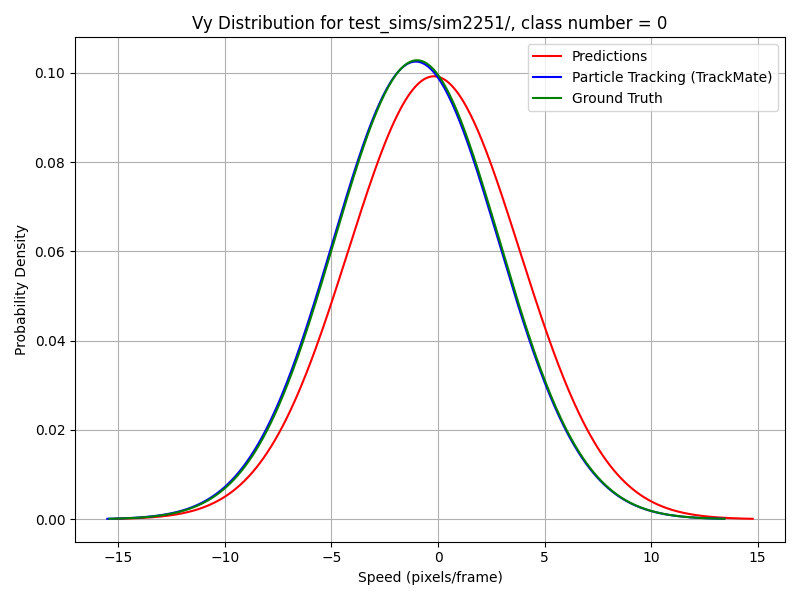 Vy Distribution for test_sims/sim2251/, class number = 0
Predictions
Particle Tracking (TrackMate)
Ground Truth
Probability Density
0.10
0.08
0.06
0.04
0.02
0.00
−15
−10
−5
0
5
10
15
Speed (pixels/frame)